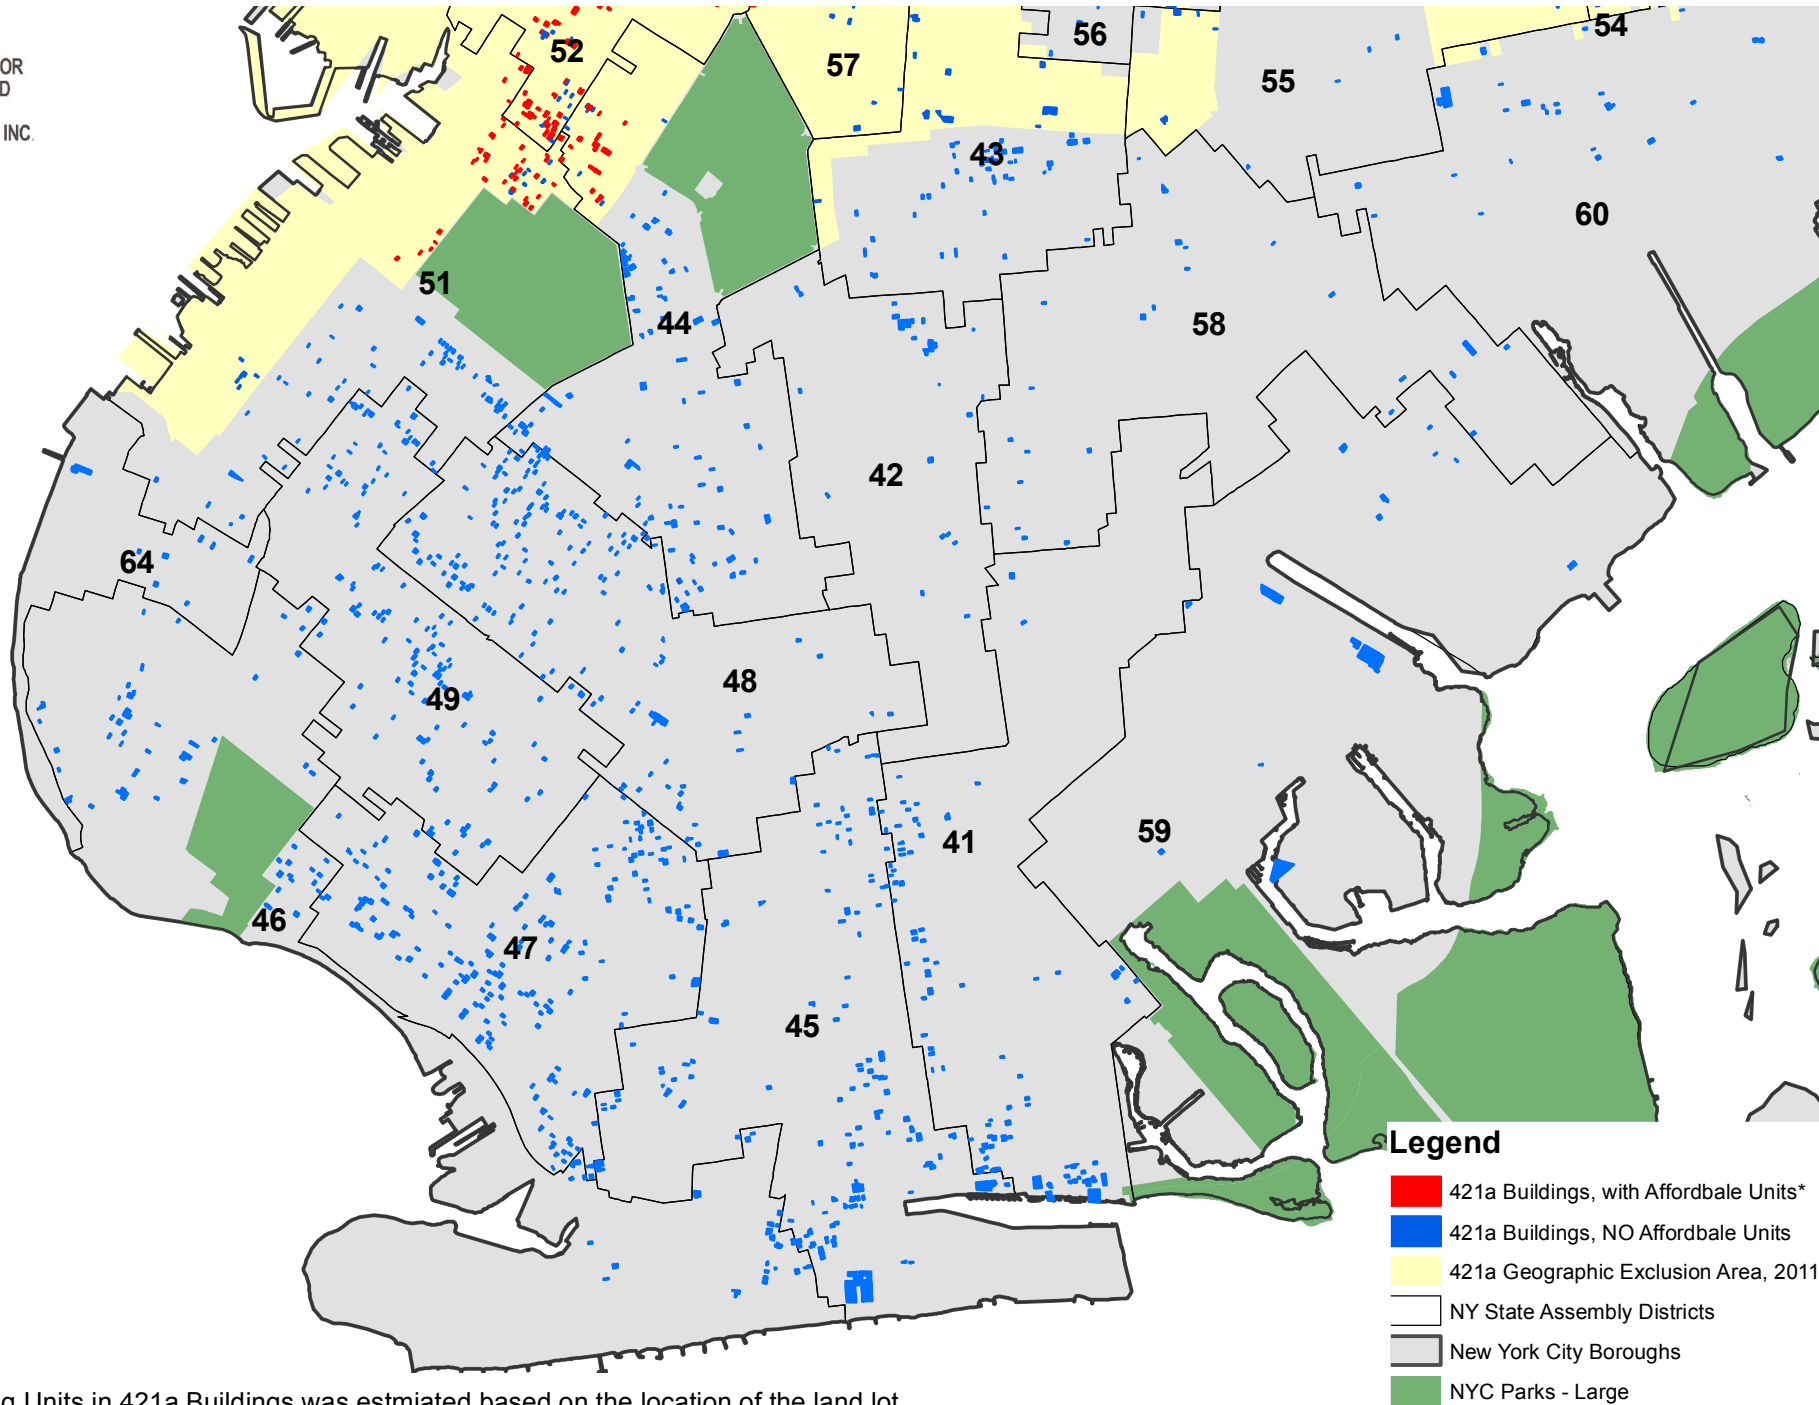 OR
D
INC.
52
57
56
54
55
43
60
51
44
58
42
64
48
49
41
59
46
47
45
Legend
421a Buildings, with Affordbale Units*
421a Buildings, NO Affordbale Units
421a Geographic Exclusion Area, 2011
NY State Assembly Districts
New York City Boroughs
NYC Parks - Large
g Units in 421a Buildings was estmiated based on the location of the land lot